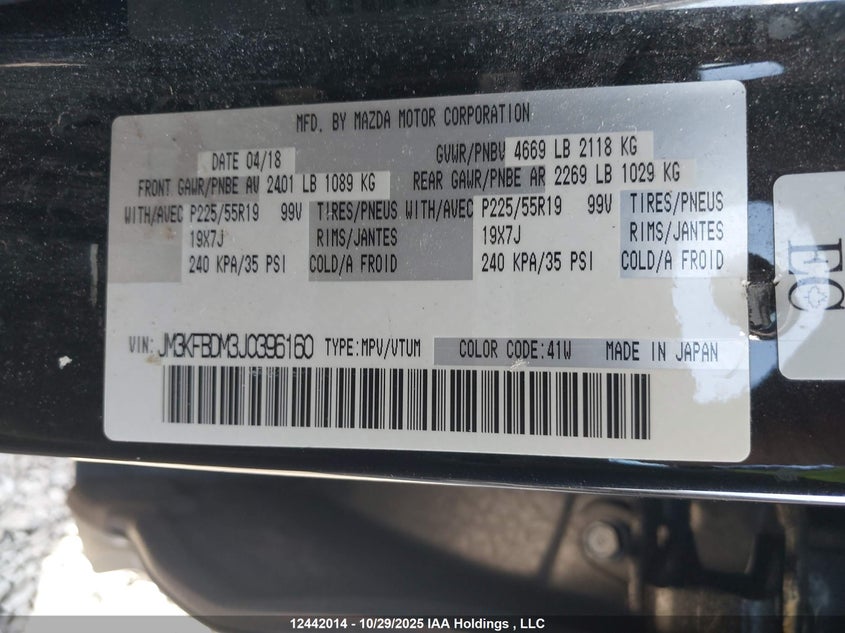 MFD. BY MAZDA MOTOR CORPORATION
DATE 04/18 GVWR/PNBV 4669 LB 2118 KG
FRONT GAWR/PNBE AV 2401 LB 1089 KG REAR GAWR/PNBE AR 2269 LB 1029 KG
WITH/AVEC P225/55R19 99V TIRES/PNEUS WITH/AVEC P225/55R19 99V TIRES/PNEUS
19X7J RIMS/JANTES 19X7J RIMS/JANTES
240 KPA/35 PSI COLD/A FROID 240 KPA/35 PSI COLD/A FROID
VIN: JM3KFBDM3J0396160 TYPE:MPV/VTUM COLOR CODE:41W MADE IN JAPAN
EC
12442014 - 10/29/2025 IAA Holdings , LLC